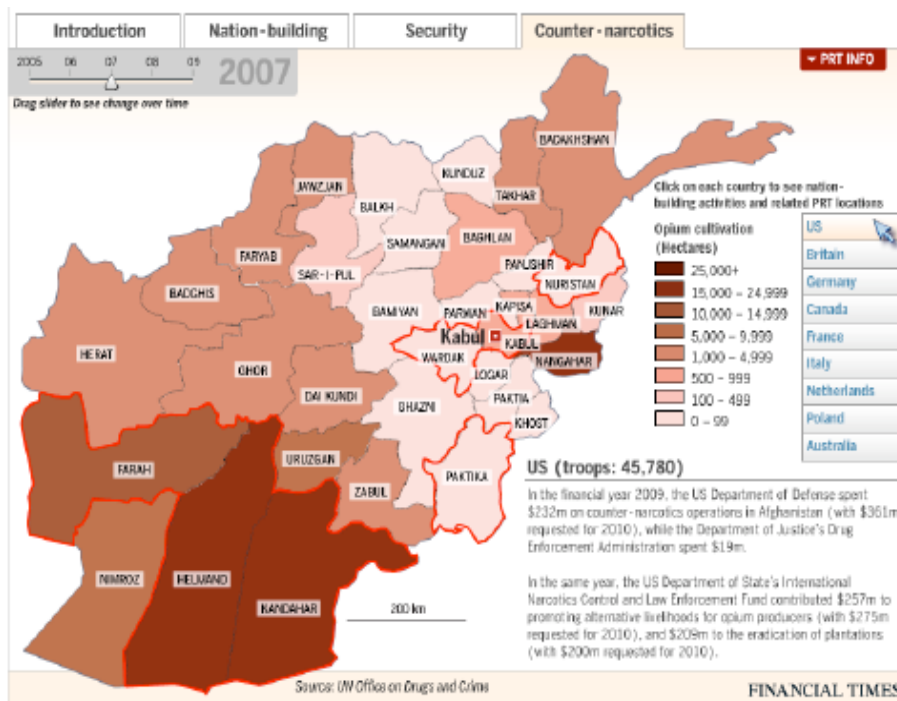 Introduction
Nation-building
Security
Counter-narcotics
2005 06 07 08 09
2007
Drag slider to see change over time
PRT INFO
BADAKHSHAN
KUNDUZ
TAKHAR
JAWZJAN
BALKH
SAMANGAN
BAGHLAN
FARYAB
SAR-I-PUL
PANJSHIR
NURISTAN
BADGHIS
BAMIYAN
PARWAN
KAPISA
KUNAR
LAGHMAN
Kabul
KABUL
HERAT
WARDAK
NANGAHAR
GHOR
LOGAR
DAI KUNDI
PAKTIA
GHAZNI
KHOST
URUZGAN
FARAH
PAKTIKA
ZABUL
NIMROZ
HELMAND
KANDAHAR
200 km
Click on each country to see nation-
building activities and related PRT locations
Opium cultivation
(Hectares)
25,000+
15,000 – 24,999
10,000 – 14,999
5,000 – 9,999
1,000 – 4,999
500 – 999
100 – 499
0 – 99
US
Britain
Germany
Canada
France
Italy
Netherlands
Poland
Australia
US (troops: 45,780)
In the financial year 2009, the US Department of Defense spent
$232m on counter-narcotics operations in Afghanistan (with $361m
requested for 2010), while the Department of Justice's Drug
Enforcement Administration spent $19m.
In the same year, the US Department of State's International
Narcotics Control and Law Enforcement Fund contributed $257m to
promoting alternative livelihoods for opium producers (with $275m
requested for 2010), and $209m to the eradication of plantations
(with $200m requested for 2010).
Source: UN Office on Drugs and Crime
FINANCIAL TIMES